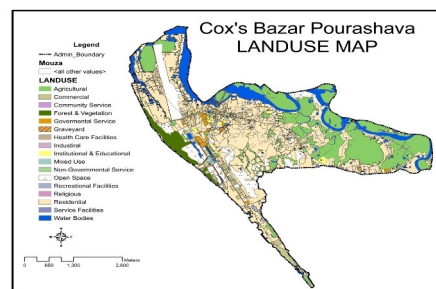 Cox's Bazar Pourashava
LANDUSE MAP
Legend
Admin_Boundary
Mouza
<all other values>
LANDUSE
Agricultural
Commercial
Community Service
Forest & Vegetation
Govermental Service
Graveyard
Health Care Facilities
Industrial
Institutional & Educational
Mixed Use
Non-Governmental Service
Open Space
Recreational Facilities
Religious
Residential
Service Facilities
Water Bodies
Meters
0 650 1,300 2,600